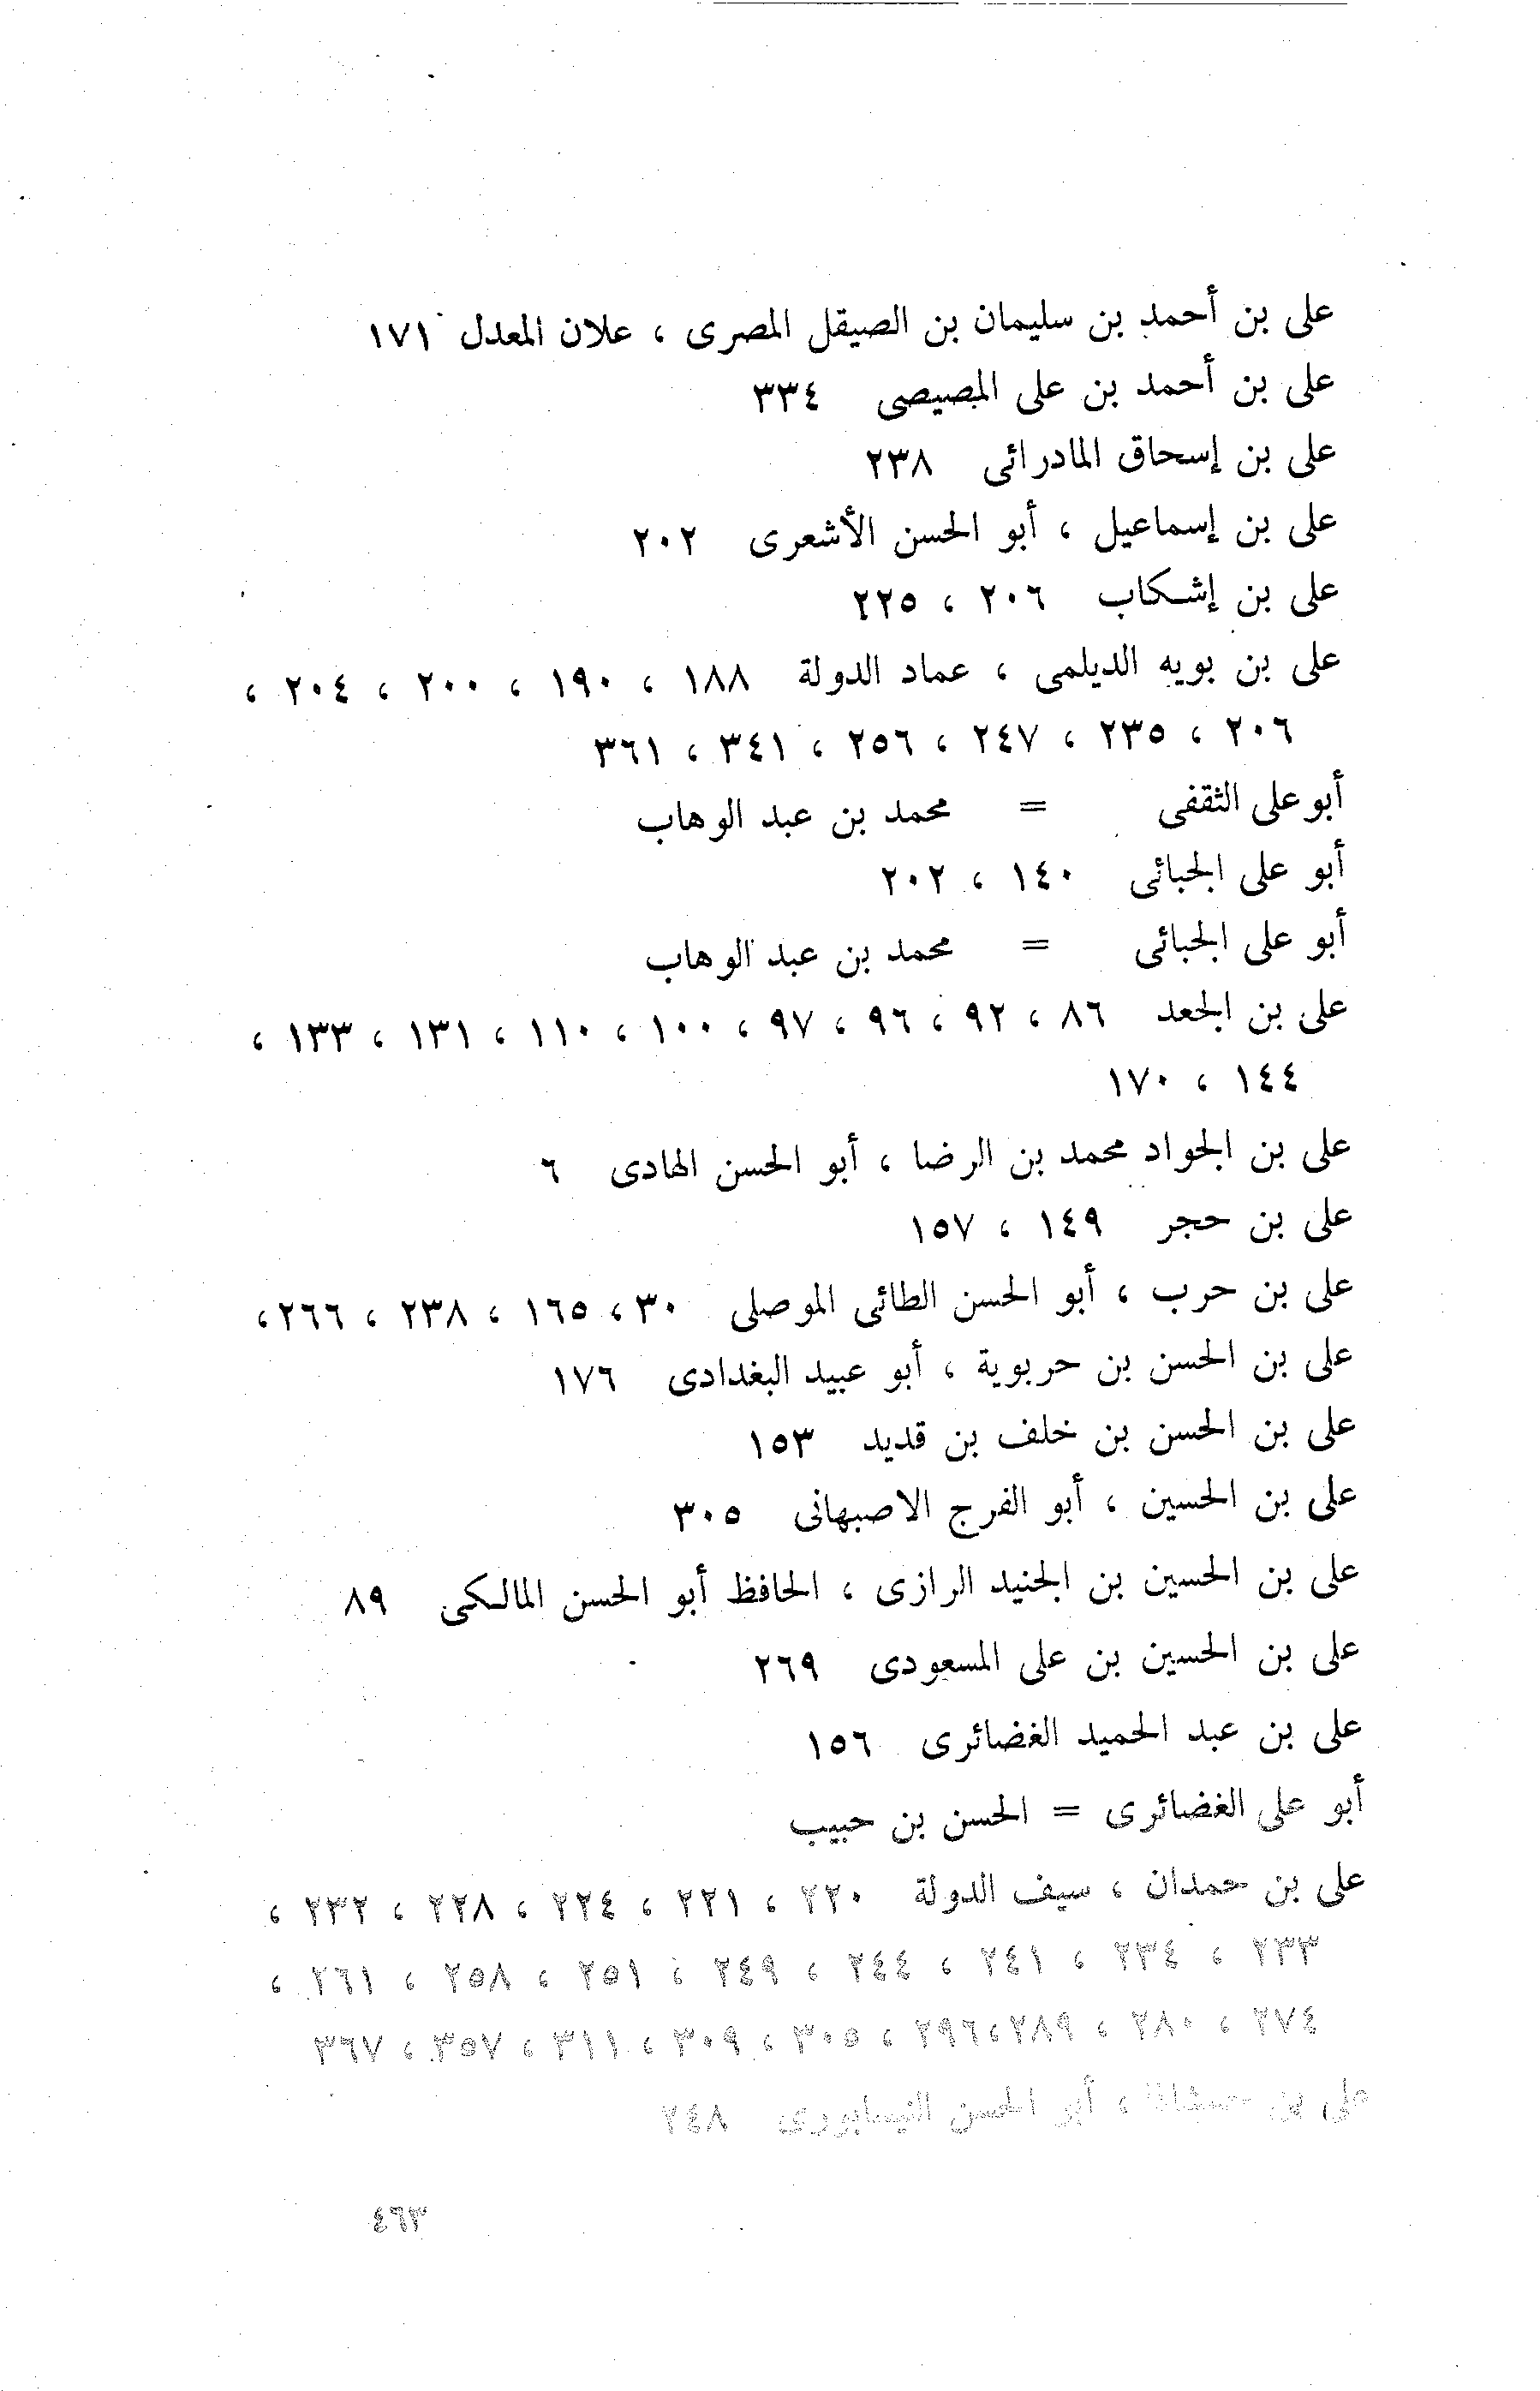 على بن أحمد بن سليمان بن الصيقل المصرى ، علان المعدل ١٧١
على بن أحمد بن على المصيصى ٣٣٤
على بن إسحاق المادرائى ٢٣٨
على بن إسماعيل ، أبو الحسن الأشعرى ٢٠٢
على بن إشكاب ٢٠٦ ، ٢٢٥
على بن بويه الديلمى ، عماد الدولة ١٨٨ ، ١٩٠ ، ٢٠٠ ، ٢٠٤ ،
٢٠٦ ، ٢٣٥ ، ٢٤٧ ، ٢٥٦ ، ٣٤١ ، ٣٦١
أبو على الثقفى = محمد بن عبد الوهاب
أبو على الجبائى ١٤٠ ، ٢٠٢
أبو على الجبائى = محمد بن عبد الوهاب
على بن الجعد ٨٦ ، ٩٢ ، ٩٦ ، ٩٧ ، ١٠٠ ، ١١٠ ، ١٣١ ، ١٣٣ ،
١٤٤ ، ١٧٠
على بن الجواد محمد بن الرضا ، أبو الحسن الهادى ٦
على بن حجر ١٤٩ ، ١٥٧
على بن حرب ، أبو الحسن الطائى الموصلى ٣٠ ، ١٦٥ ، ٢٣٨ ، ٢٦٦ ،
على بن الحسن بن حربوية ، أبو عبيد البغدادى ١٧٦
على بن الحسن بن خلف بن قديد ١٥٣
على بن الحسين ، أبو الفرج الاصبهانى ٣٠٥
على بن الحسين بن الجنيد الرازى ، الحافظ أبو الحسن المالكى ٨٩
على بن الحسين بن على المسعودى ٢٦٩
على بن عبد الحميد الغضائرى ١٥٦
أبو على الغضائرى = الحسن بن حبيب
على بن حمدان ، سيف الدولة ٢٢٠ ، ٢٢١ ، ٢٢٤ ، ٢٢٨ ، ٢٣٢ ،
٢٣٣ ، ٢٣٤ ، ٢٤١ ، ٢٤٤ ، ٢٤٩ ، ٢٥١ ، ٢٥٨ ، ٢٦١ ،
٢٧٤ ، ٢٨٠ ، ٢٨٩ ، ٢٩٦ ، ٣٠٥ ، ٣٠٩ ، ٣١١ ، ٣٥٧ ، ٣٦٧
على بن حمشاذ ، أبو الحسن النيسابورى ٢٤٨
٤٦٣